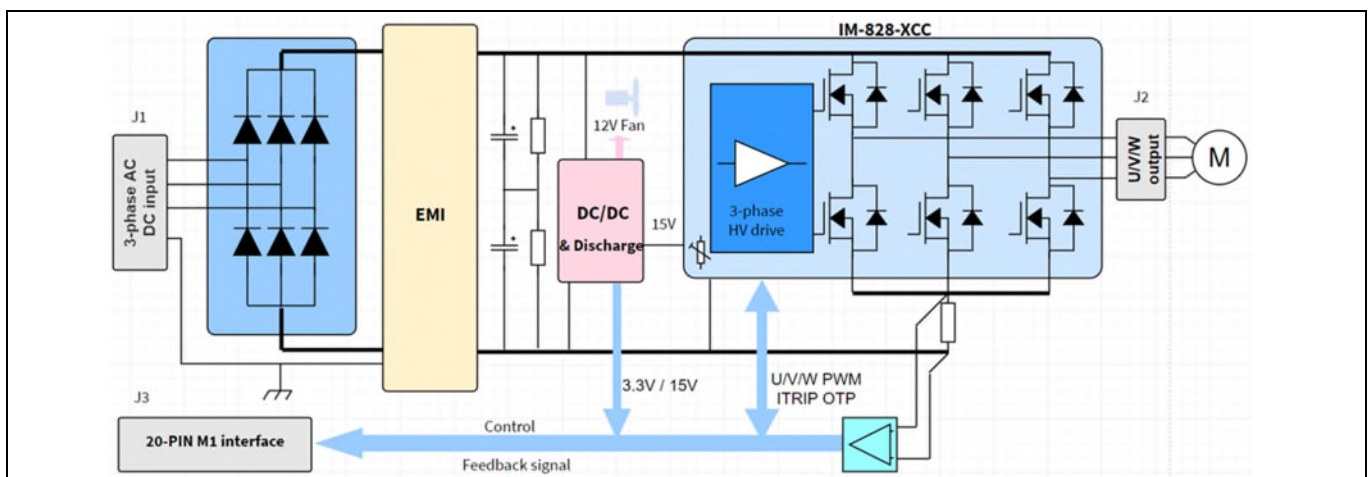 IM-828-XCC
J1
3-phase AC
DC input
EMI
12V Fan
DC/DC
& Discharge
15V
3-phase
HV drive
J2
U/V/W
output
M
J3
20-PIN M1 interface
3.3V / 15V
U/V/W PWM
ITRIP OTP
Control
Feedback signal